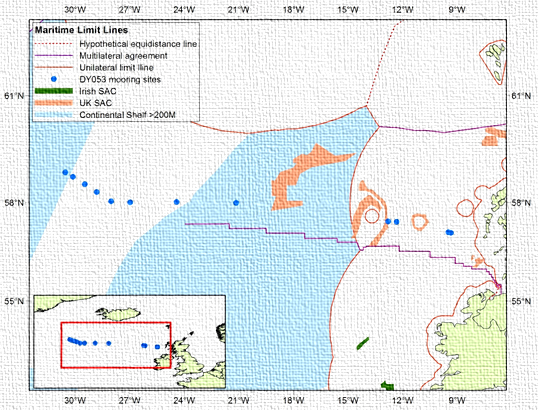 30°W 27°W 24°W 21°W 18°W 15°W 12°W 9°W
Maritime Limit Lines
Hypothetical equidistance line
Multilateral agreement
Unilateral limit line
DY053 mooring sites
Irish SAC
UK SAC
Continental Shelf >200M
61°N 61°N
58°N 58°N
55°N 55°N
30°W 27°W 24°W 21°W 18°W 15°W 12°W 9°W